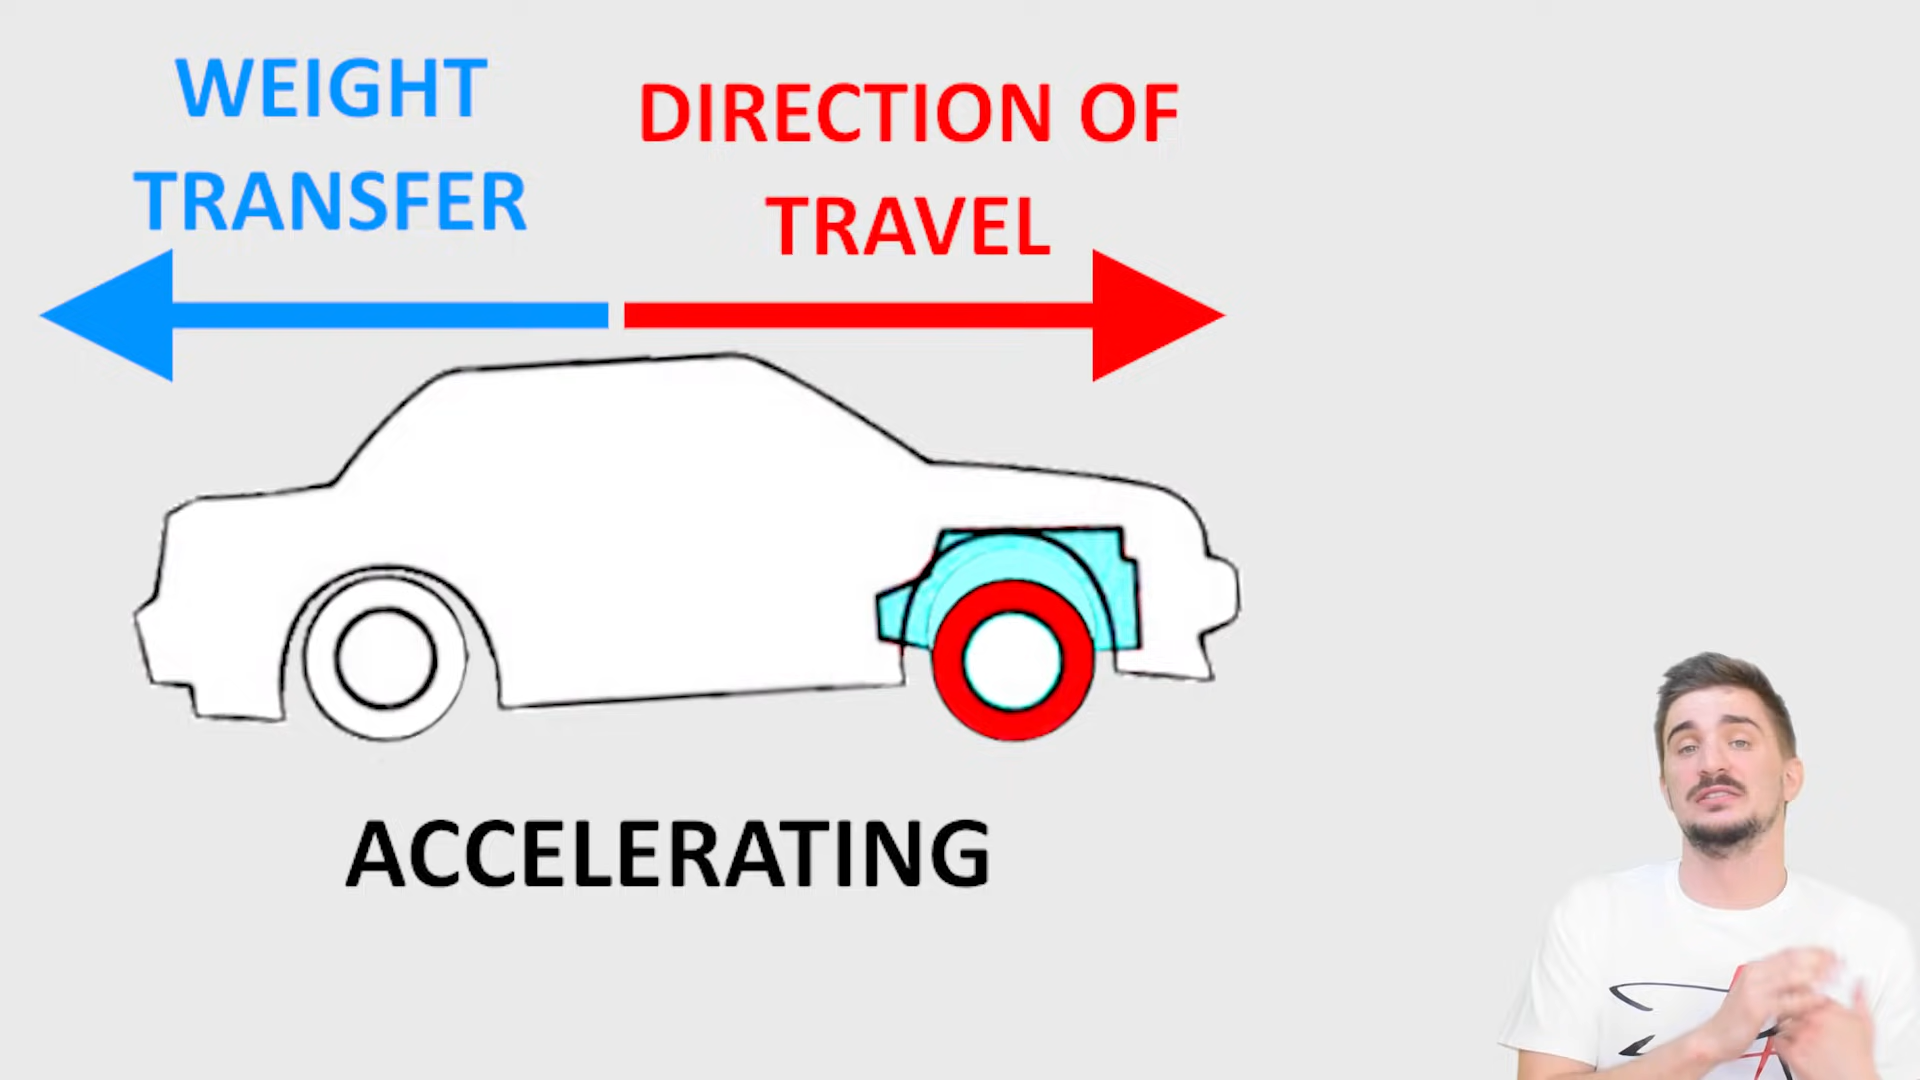 WEIGHT
TRANSFER
DIRECTION OF
TRAVEL
ACCELERATING